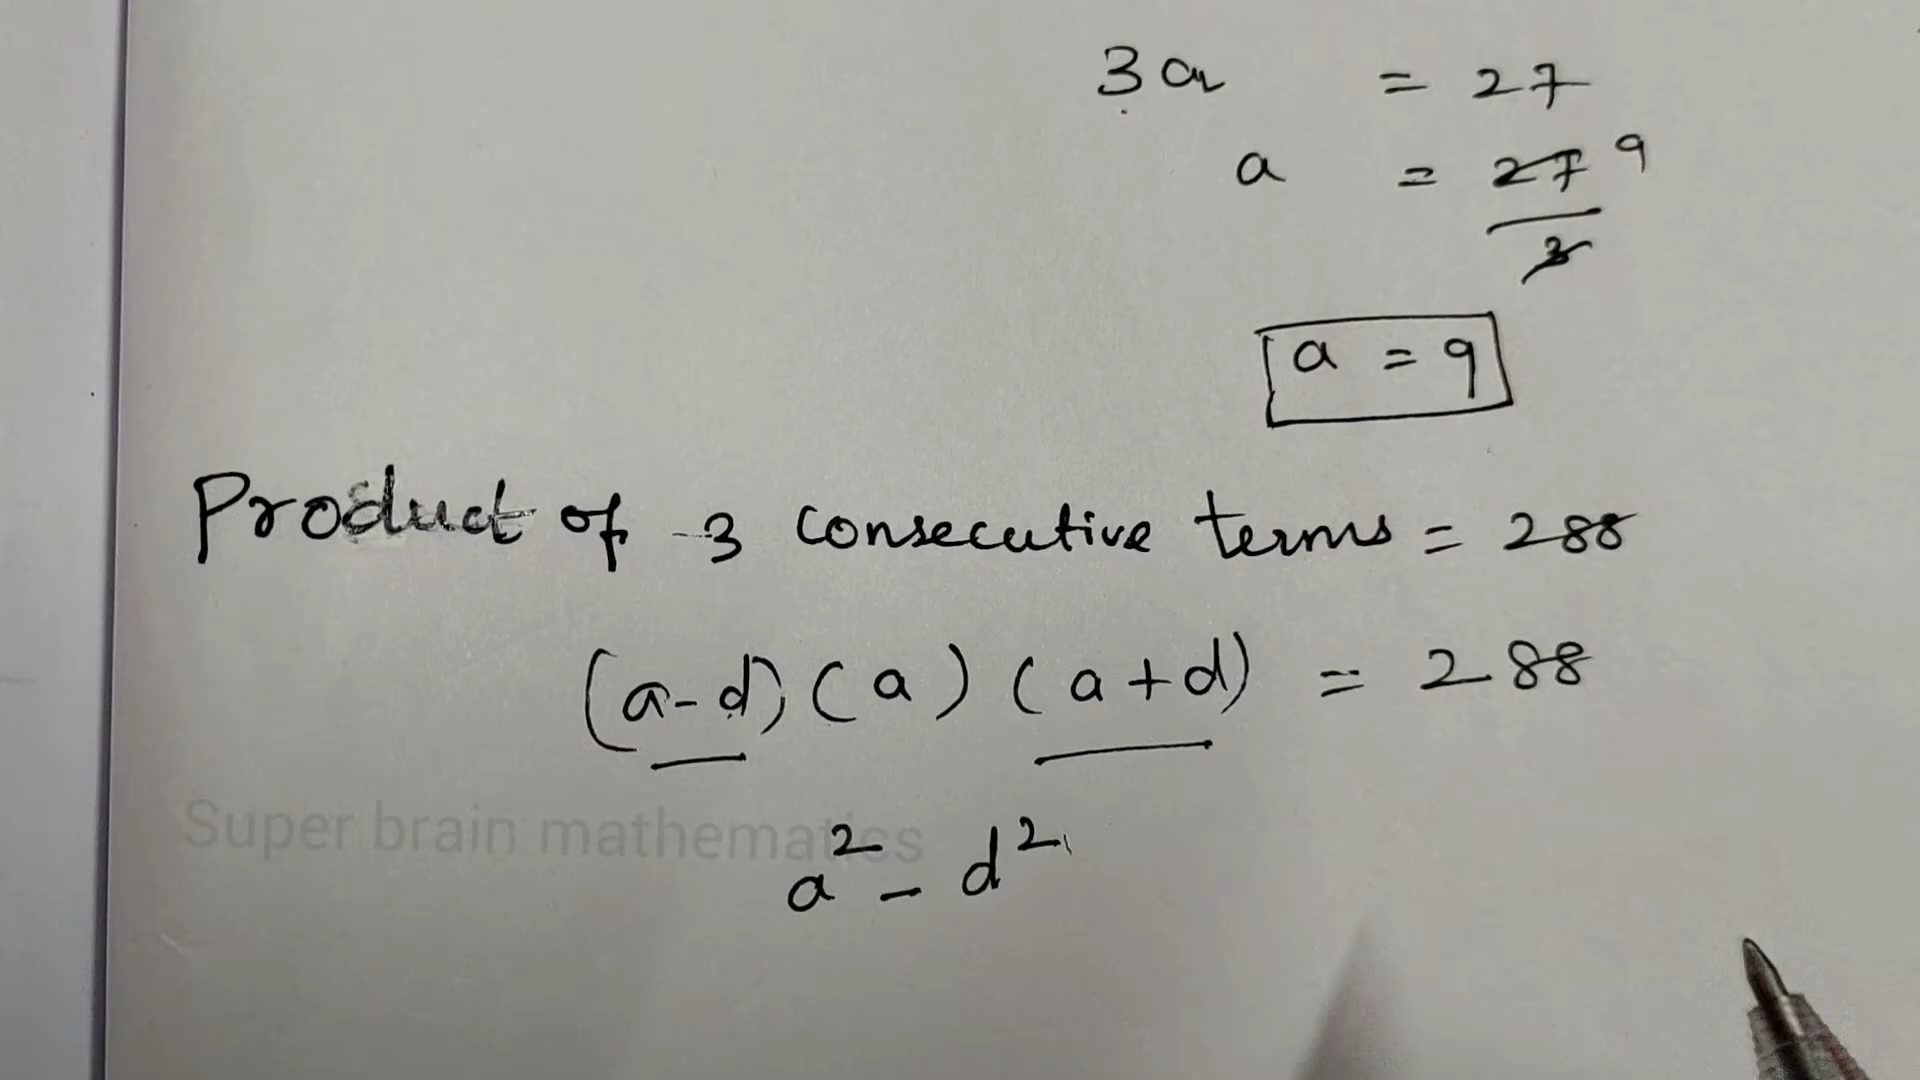 3a = 27
a = 27 9
3
a = 9
Product of 3 consecutive terms = 288
(a-d) (a) (a+d) = 288
Super brain mathematics
a² - d²